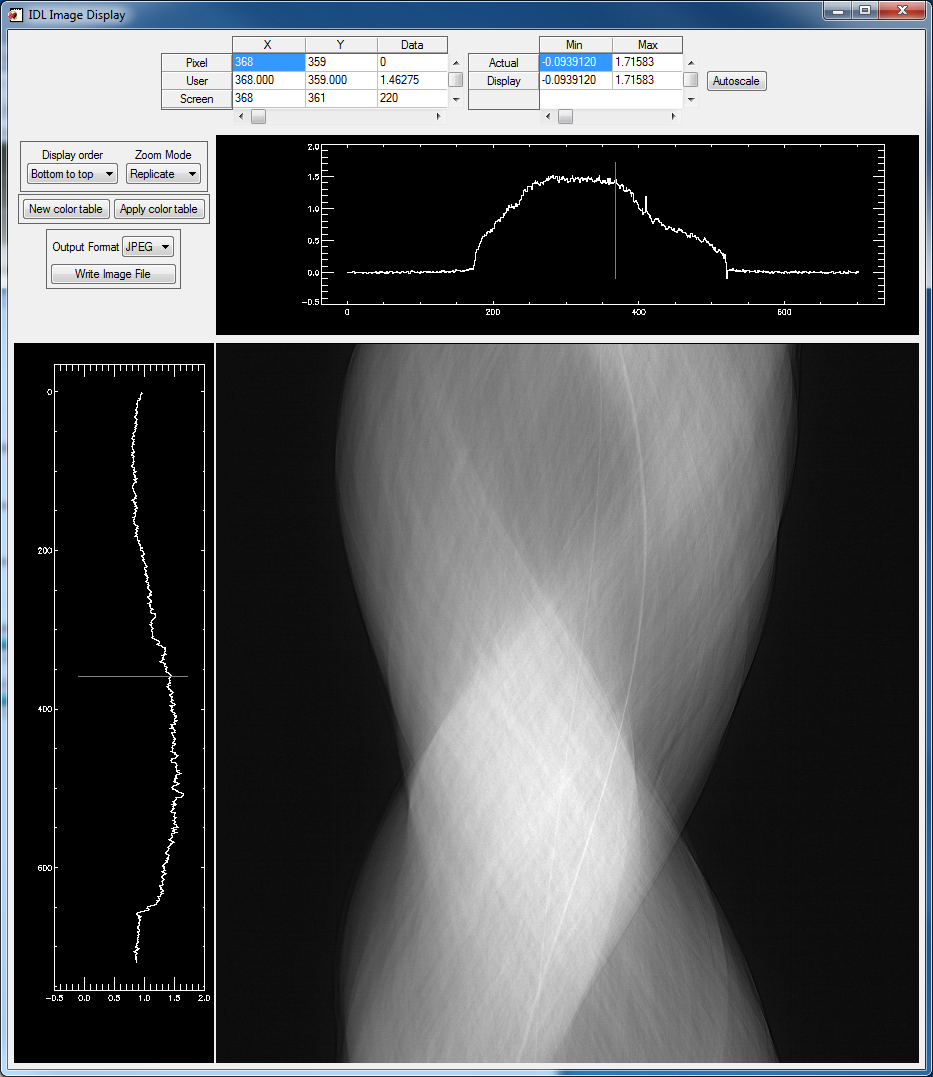 IDL Image Display
X Y Data
Pixel 368 359 0
User 368.000 359.000 1.46275
Screen 368 361 220
Min Max
Actual -0.0939120 1.71583
Display -0.0939120 1.71583
Autoscale
Display order Zoom Mode
Bottom to top Replicate
New color table Apply color table
Output Format JPEG
Write Image File
2.0
1.5
1.0
0.5
0.0
-0.5
0 200 400 600
0
200
400
600
-0.5 0.0 0.5 1.0 1.5 2.0